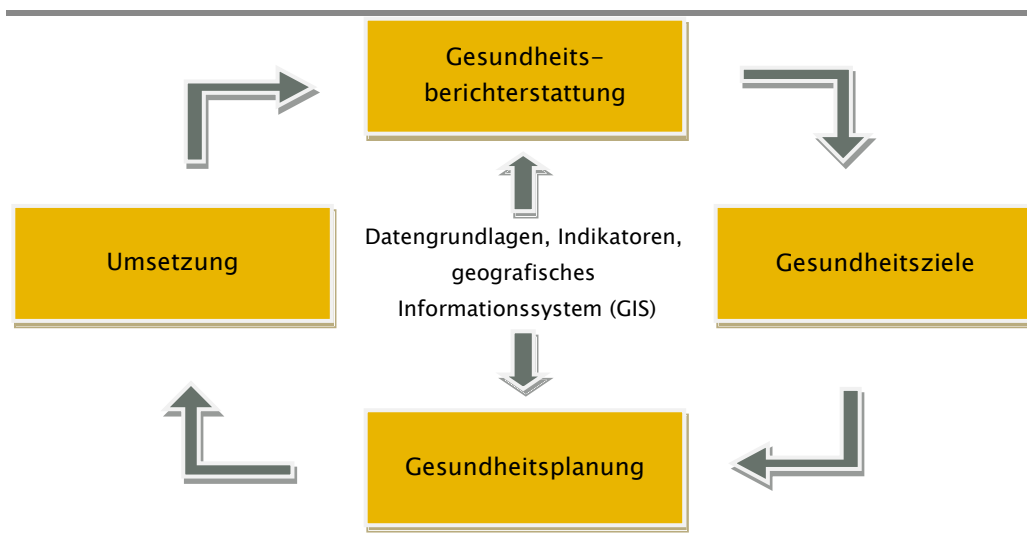 Gesundheits-
berichterstattung
Datengrundlagen, Indikatoren,
geografisches
Informationssystem (GIS)
Umsetzung
Gesundheitsziele
Gesundheitsplanung